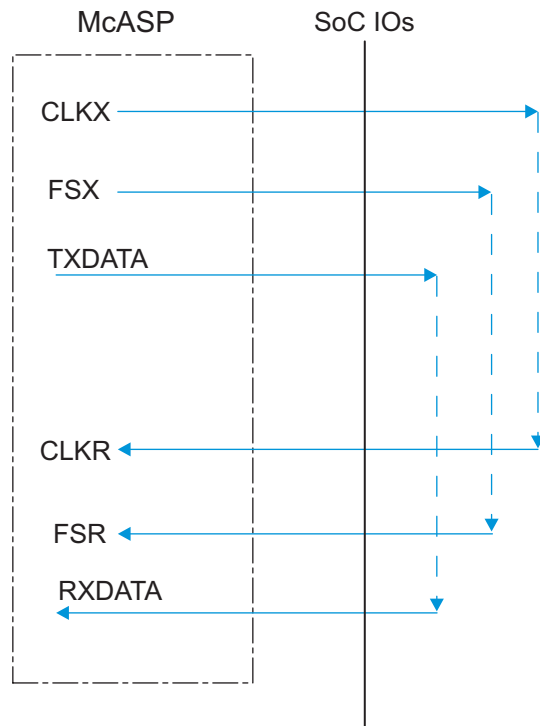 McASP
SoC IOs
CLKX
FSX
TXDATA
CLKR
FSR
RXDATA